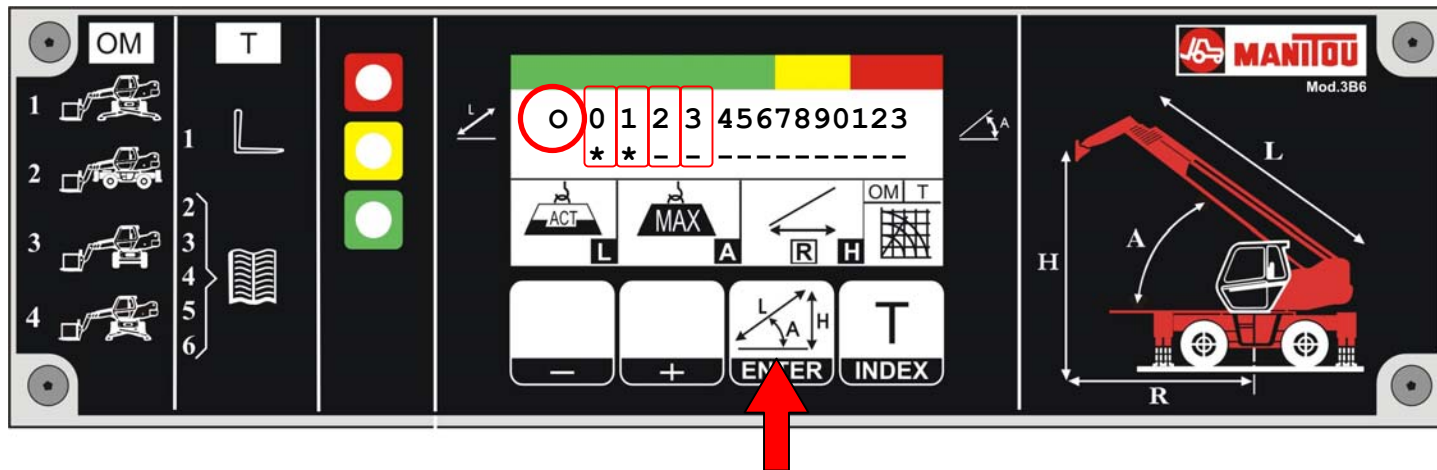 OM
1
2
3
4
T
1
2
3
4
5
6
L
O 0 1 2 3 4567890123
* * - - ----------
A
ACT
L
MAX
A
R
H
OM T
−
+
L
A
H
ENTER
T
INDEX
MANITOU
Mod.3B6
L
A
H
R